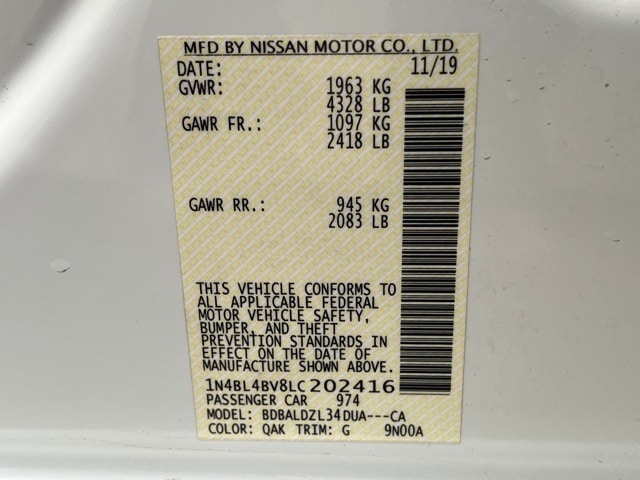 MFD BY NISSAN MOTOR CO., LTD.
DATE: 11/19
GVWR: 1963 KG
4328 LB
GAWR FR.: 1097 KG
2418 LB
GAWR RR.: 945 KG
2083 LB
THIS VEHICLE CONFORMS TO
ALL APPLICABLE FEDERAL
MOTOR VEHICLE SAFETY,
BUMPER, AND THEFT
PREVENTION STANDARDS IN
EFFECT ON THE DATE OF
MANUFACTURE SHOWN ABOVE.
1N4BL4BV8LC202416
PASSENGER CAR 974
MODEL: BDBALDZL34DUA---CA
COLOR: QAK TRIM: G 9N00A